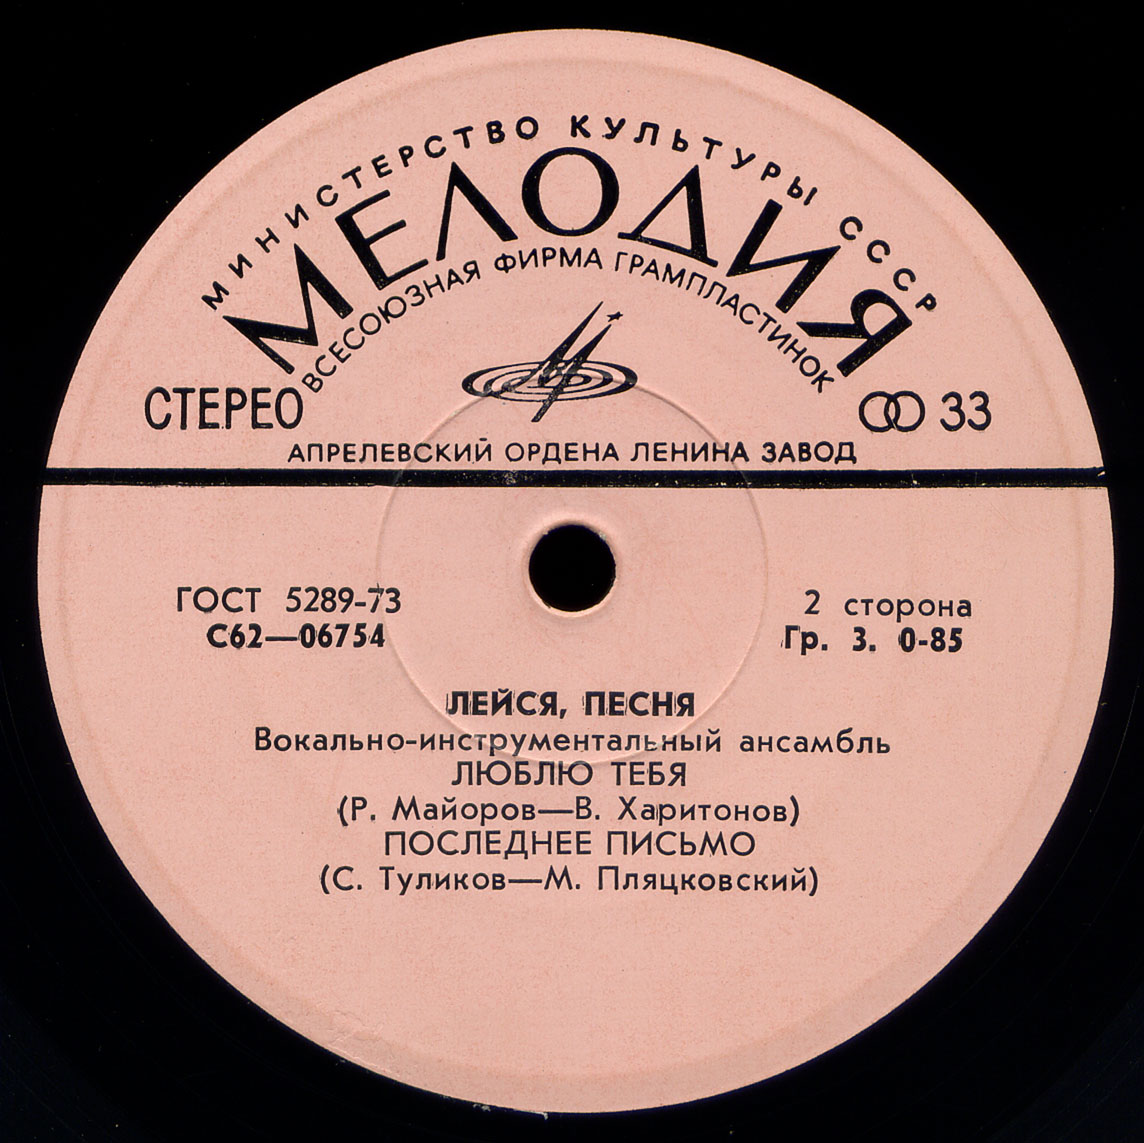 МИНИСТЕРСТВО КУЛЬТУРЫ СССР
МЕЛОДИЯ
ВСЕСОЮЗНАЯ ФИРМА ГРАМПЛАСТИНОК
СТЕРЕО
33
АПРЕЛЕВСКИЙ ОРДЕНА ЛЕНИНА ЗАВОД
ГОСТ 5289-73
С62—06754
2 сторона
Гр. 3. 0-85
ЛЕЙСЯ, ПЕСНЯ
Вокально-инструментальный ансамбль
ЛЮБЛЮ ТЕБЯ
(Р. Майоров—В. Харитонов)
ПОСЛЕДНЕЕ ПИСЬМО
(С. Туликов—М. Пляцковский)